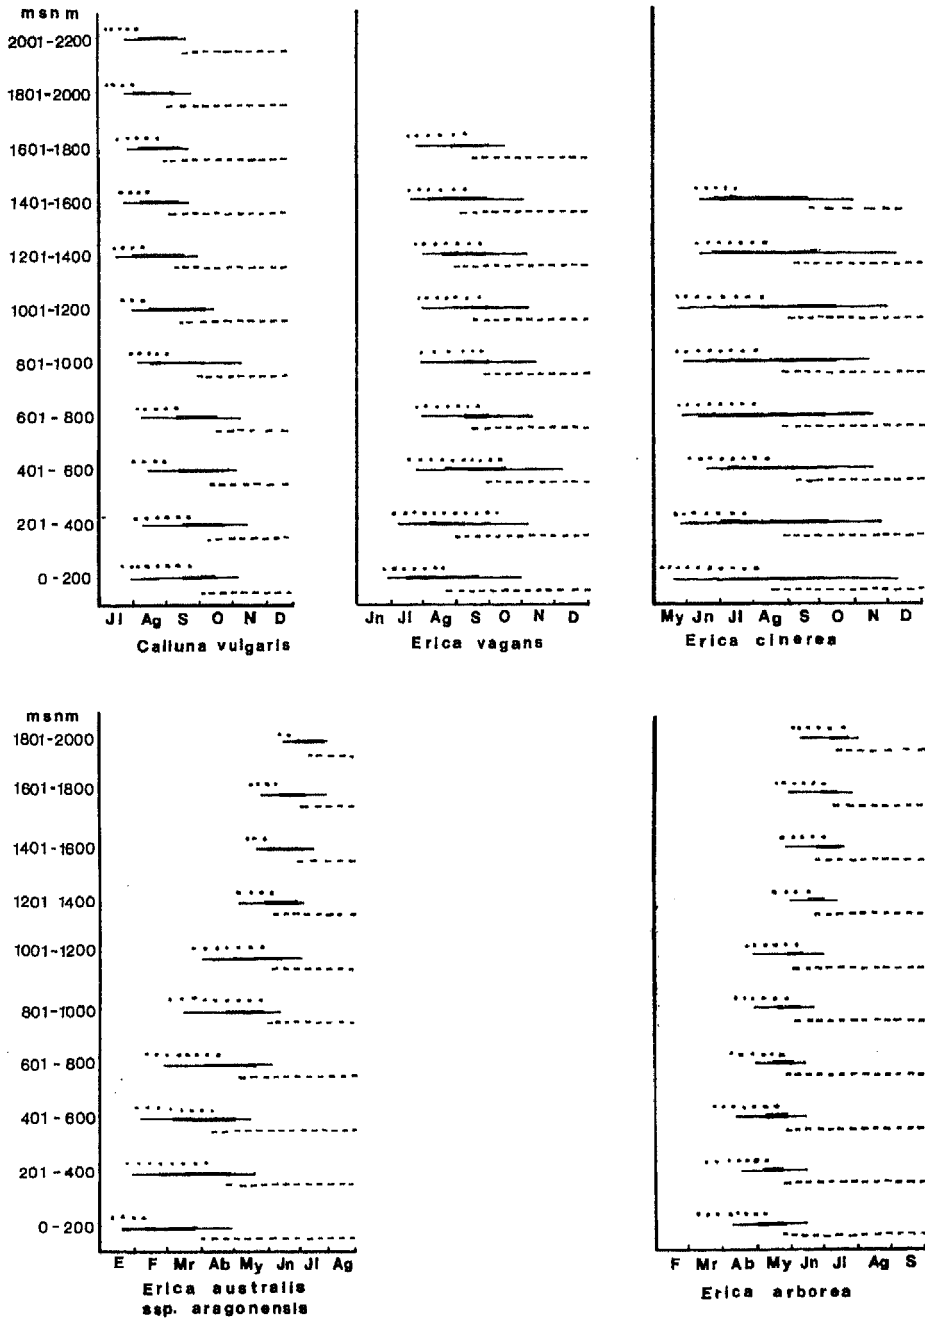 msnm
2001-2200
1801-2000
1601-1800
1401-1600
1201-1400
1001-1200
801-1000
601-800
401-600
201-400
0-200
Jl Ag S O N D
Calluna vulgaris
Jn Jl Ag S O N D
Erica vagans
My Jn Jl Ag S O N D
Erica cinerea
msnm
1801-2000
1601-1800
1401-1600
1201 1400
1001-1200
801-1000
601-800
401-600
201-400
0-200
E F Mr Ab My Jn Jl Ag
Erica australis
ssp. aragonensis
F Mr Ab My Jn Jl Ag S
Erica arborea